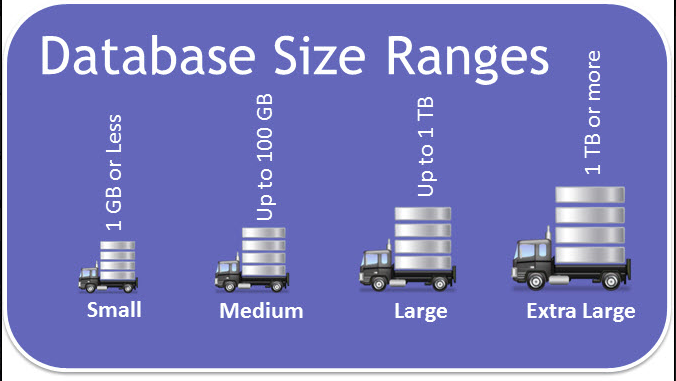 Database Size Ranges
1 GB or Less
Up to 100 GB
Up to 1 TB
1 TB or more
Small
Medium
Large
Extra Large